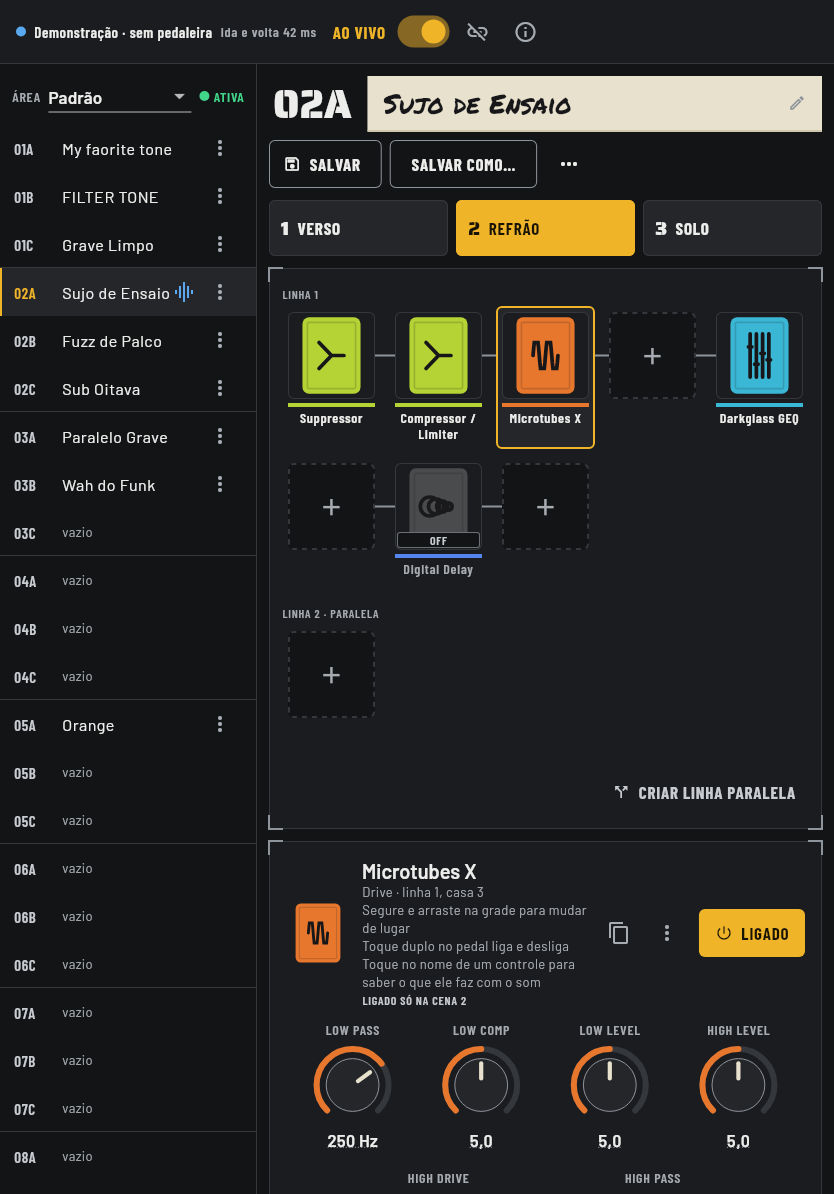 Demonstração · sem pedaleira Ida e volta 42 ms AO VIVO
ÁREA Padrão ATIVA
01A My faorite tone
01B FILTER TONE
01C Grave Limpo
02A Sujo de Ensaio
02B Fuzz de Palco
02C Sub Oitava
03A Paralelo Grave
03B Wah do Funk
03C vazio
04A vazio
04B vazio
04C vazio
05A Orange
05B vazio
05C vazio
06A vazio
06B vazio
06C vazio
07A vazio
07B vazio
07C vazio
08A vazio
02A Sujo de Ensaio
SALVAR SALVAR COMO...
1 VERSO 2 REFRÃO 3 SOLO
LINHA 1
+
Suppressor Compressor / Limiter Microtubes X Darkglass GEQ
+ OFF +
Digital Delay
LINHA 2 · PARALELA
+
CRIAR LINHA PARALELA
Microtubes X
Drive · linha 1, casa 3
Segure e arraste na grade para mudar
de lugar
Toque duplo no pedal liga e desliga
Toque no nome de um controle para
saber o que ele faz com o som
LIGADO SÓ NA CENA 2
LIGADO
LOW PASS LOW COMP LOW LEVEL HIGH LEVEL
250 Hz 5,0 5,0 5,0
HIGH DRIVE HIGH PASS